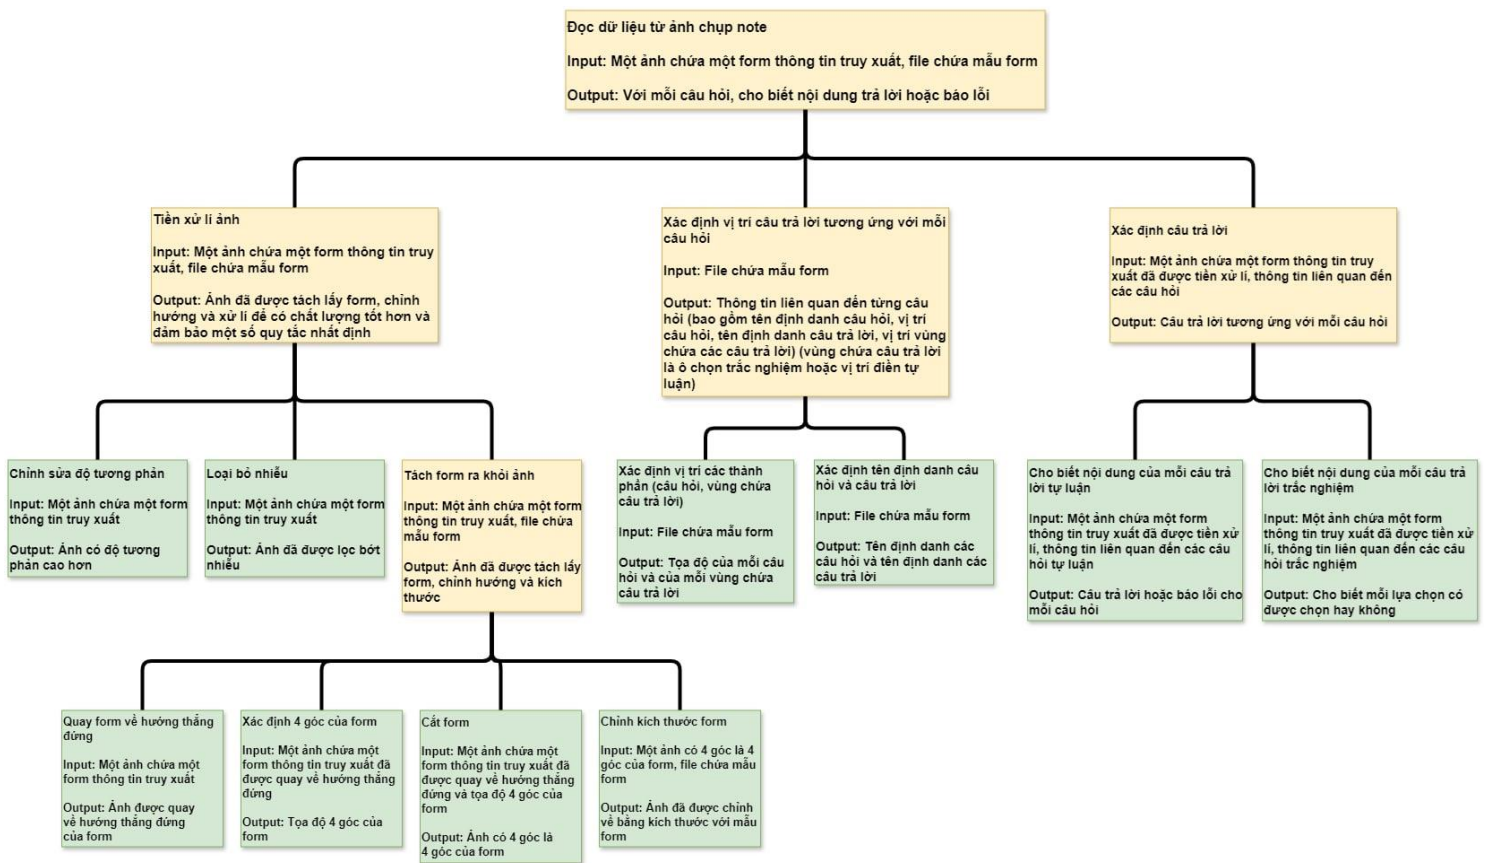 Đọc dữ liệu từ ảnh chụp note
Input: Một ảnh chứa một form thông tin truy xuất, file chứa mẫu form
Output: Với mỗi câu hỏi, cho biết nội dung trả lời hoặc báo lỗi
Tiền xử lí ảnh
Input: Một ảnh chứa một form thông tin truy
xuất, file chứa mẫu form
Output: Ảnh đã được tách lấy form, chỉnh
hướng và xử lí để có chất lượng tốt hơn và
đảm bảo một số quy tắc nhất định
Xác định vị trí câu trả lời tương ứng với mỗi
câu hỏi
Input: File chứa mẫu form
Output: Thông tin liên quan đến từng câu
hỏi (bao gồm tên định danh câu hỏi, vị trí
câu hỏi, tên định danh câu trả lời, vị trí vùng
chứa các câu trả lời) (vùng chứa câu trả lời
là ô chọn trắc nghiệm hoặc vị trí điền tự
luận)
Xác định câu trả lời
Input: Một ảnh chứa một form thông tin truy
xuất đã được tiền xử lí, thông tin liên quan đến
các câu hỏi
Output: Câu trả lời tương ứng với mỗi câu hỏi
Chỉnh sửa độ tương phản
Input: Một ảnh chứa một form
thông tin truy xuất
Output: Ảnh có độ tương
phản cao hơn
Loại bỏ nhiễu
Input: Một ảnh chứa một form
thông tin truy xuất
Output: Ảnh đã được lọc bớt
nhiễu
Tách form ra khỏi ảnh
Input: Một ảnh chứa một form
thông tin truy xuất, file chứa
mẫu form
Output: Ảnh đã được tách lấy
form, chỉnh hướng và kích
thước
Xác định vị trí các thành
phần (câu hỏi, vùng chứa
câu trả lời)
Input: File chứa mẫu form
Output: Tọa độ của mỗi câu
hỏi và của mỗi vùng chứa
câu trả lời
Xác định tên định danh câu
hỏi và câu trả lời
Input: File chứa mẫu form
Output: Tên định danh các
câu hỏi và tên định danh các
câu trả lời
Cho biết nội dung của mỗi câu trả
lời tự luận
Input: Một ảnh chứa một form
thông tin truy xuất đã được tiền xử
lí, thông tin liên quan đến các câu
hỏi tự luận
Output: Câu trả lời hoặc báo lỗi cho
mỗi câu hỏi
Cho biết nội dung của mỗi câu trả
lời trắc nghiệm
Input: Một ảnh chứa một form
thông tin truy xuất đã được tiền xử
lí, thông tin liên quan đến các câu
hỏi trắc nghiệm
Output: Cho biết mỗi lựa chọn có
được chọn hay không
Quay form về hướng thẳng
đứng
Input: Một ảnh chứa một
form thông tin truy xuất
Output: Ảnh được quay
về hướng thẳng đứng
của form
Xác định 4 góc của form
Input: Một ảnh chứa một
form thông tin truy xuất đã
được quay về hướng thẳng
đứng
Output: Tọa độ 4 góc của
form
Cắt form
Input: Một ảnh chứa một
form thông tin truy xuất đã
được quay về hướng thẳng
đứng và tọa độ 4 góc của
form
Output: Ảnh có 4 góc là
4 góc của form
Chỉnh kích thước form
Input: Một ảnh có 4 góc là 4
góc của form, file chứa mẫu
form
Output: Ảnh đã được chỉnh
về bằng kích thước với mẫu
form